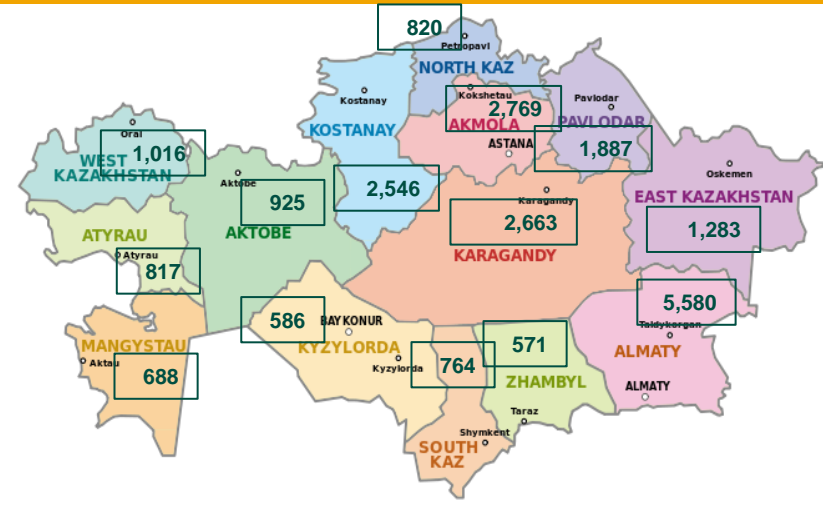 820
Petropavl
NORTH KAZ
Kostanay
KOSTANAY
Kokshetau
2,769
AKMOLA
ASTANA
Pavlodar
PAVLODAR
1,887
Oral
1,016
WEST
KAZAKHSTAN
Aktobe
925
AKTOBE
2,546
Karagandy
2,663
KARAGANDY
Oskemen
EAST KAZAKHSTAN
1,283
ATYRAU
Atyrau
817
586
BAYKONUR
KYZYLORDA
Kyzylorda
MANGYSTAU
Aktau
688
764
571
ZHAMBYL
Taraz
5,580
Taldykorgan
ALMATY
ALMATY
Shymkent
SOUTH
KAZ